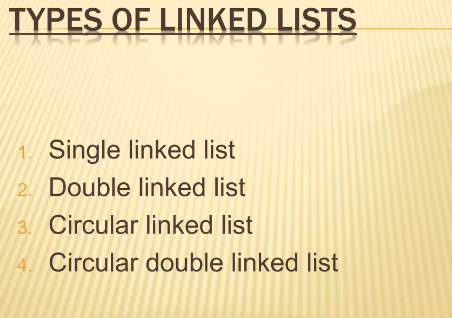 TYPES OF LINKED LISTS
1. Single linked list
2. Double linked list
3. Circular linked list
4. Circular double linked list